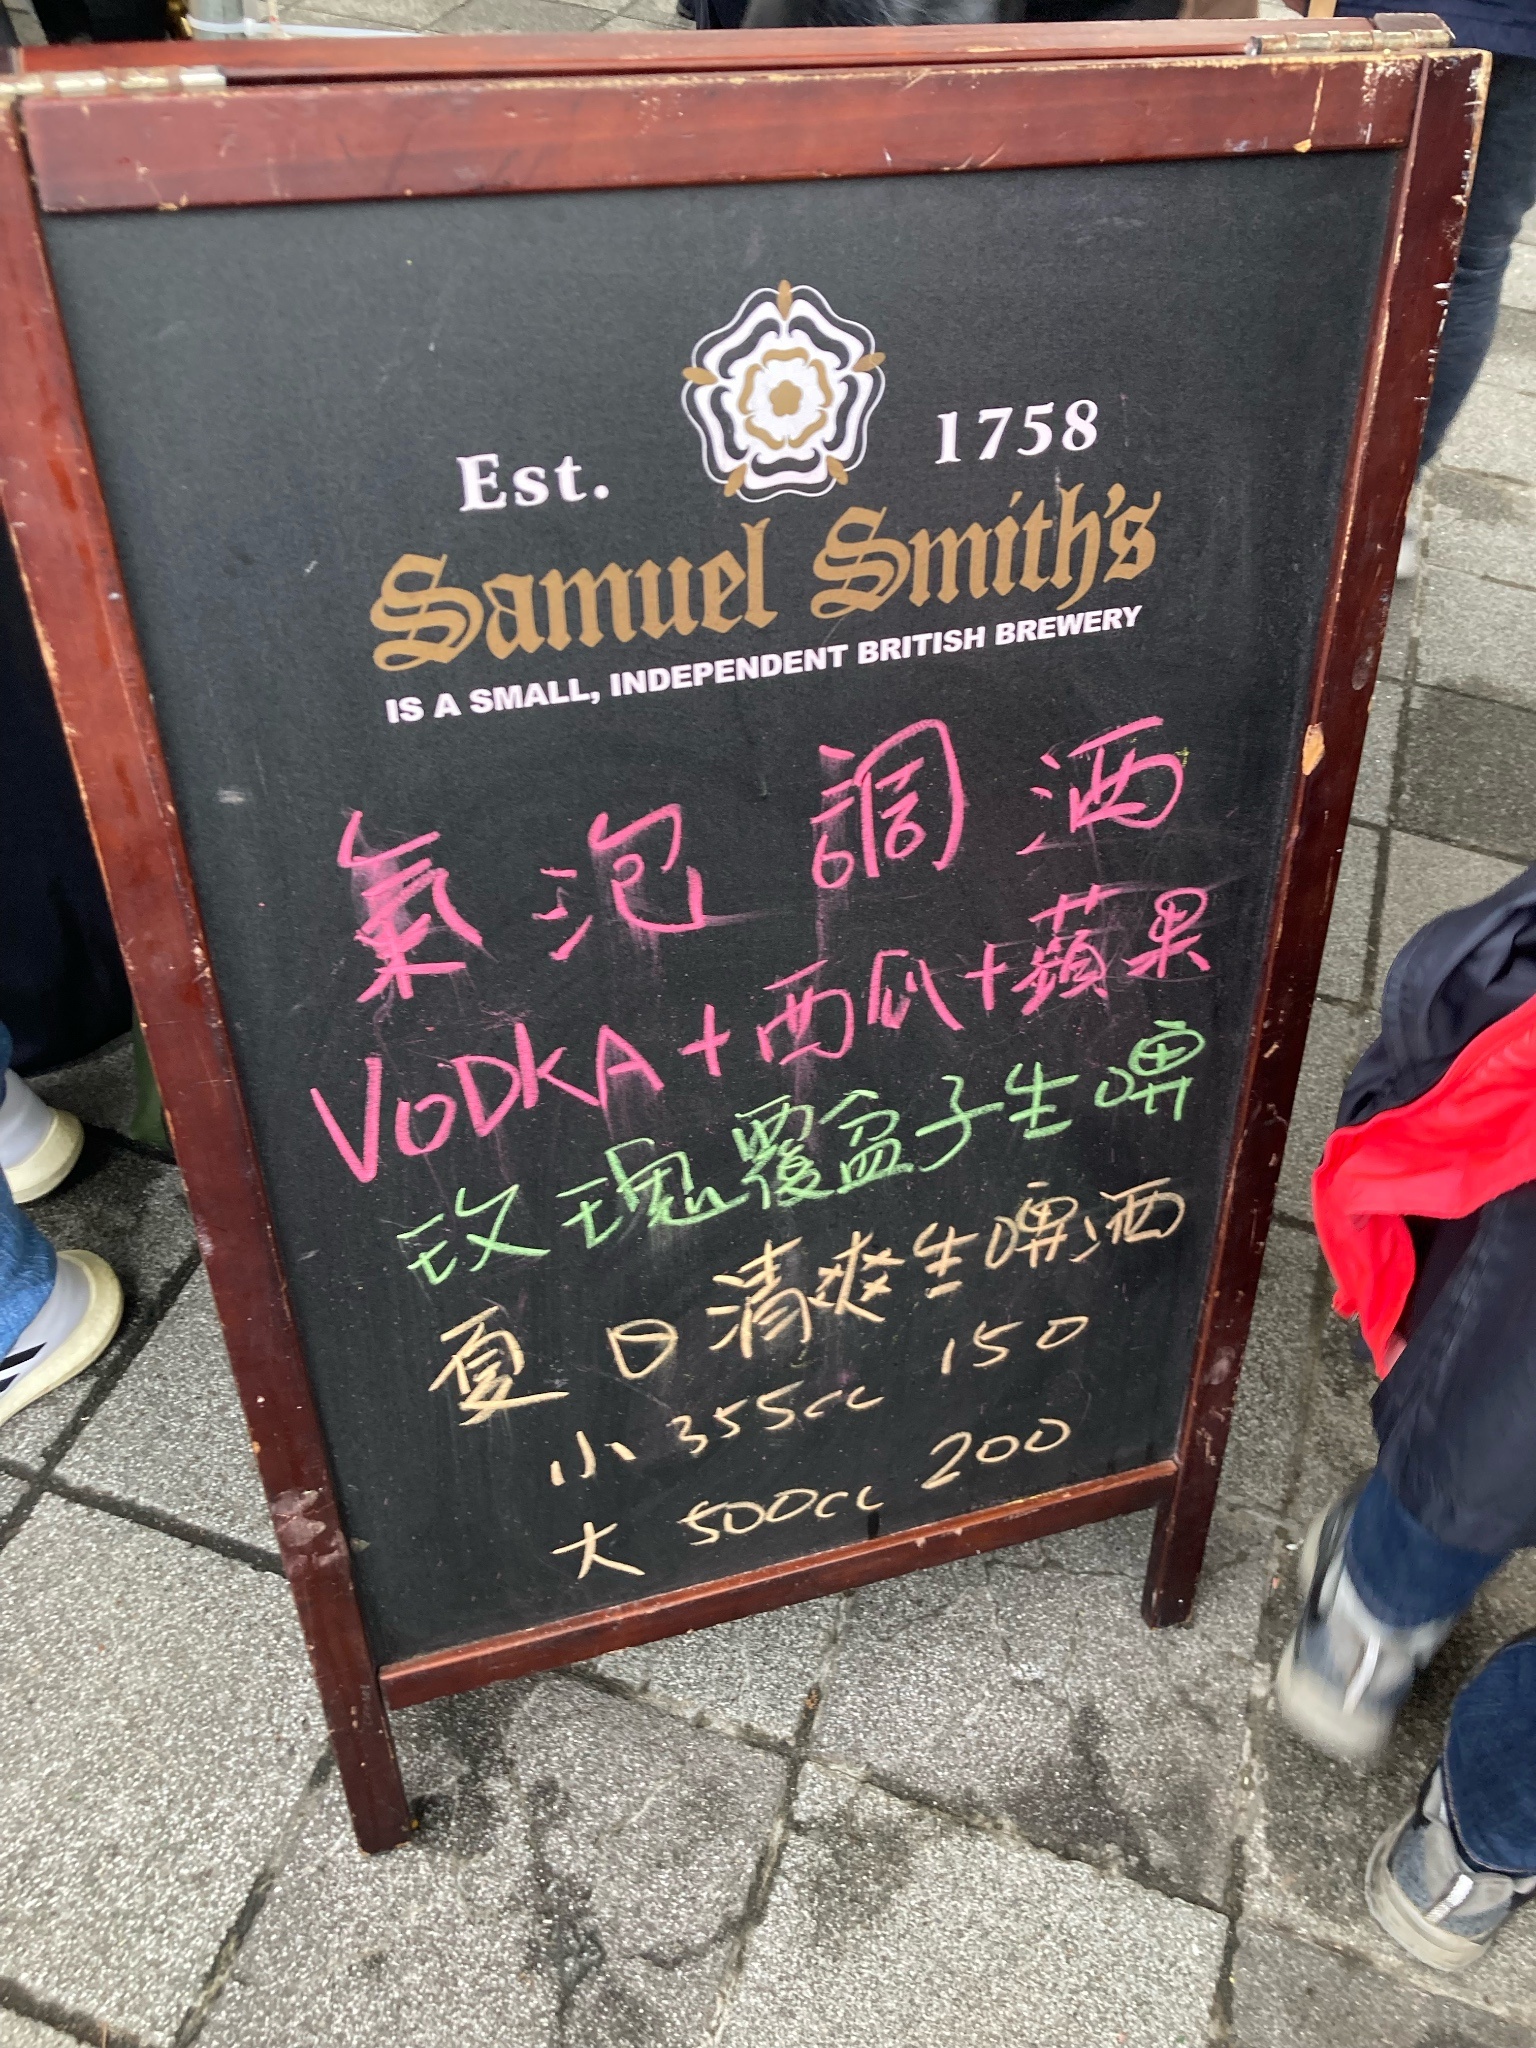 Est. 1758
Samuel Smith's
IS A SMALL, INDEPENDENT BRITISH BREWERY
氣泡調酒
VODKA+西瓜+蘋果
玫瑰覆盆子生啤
夏日清爽生啤酒
小 355cc 150
大 500cc 200